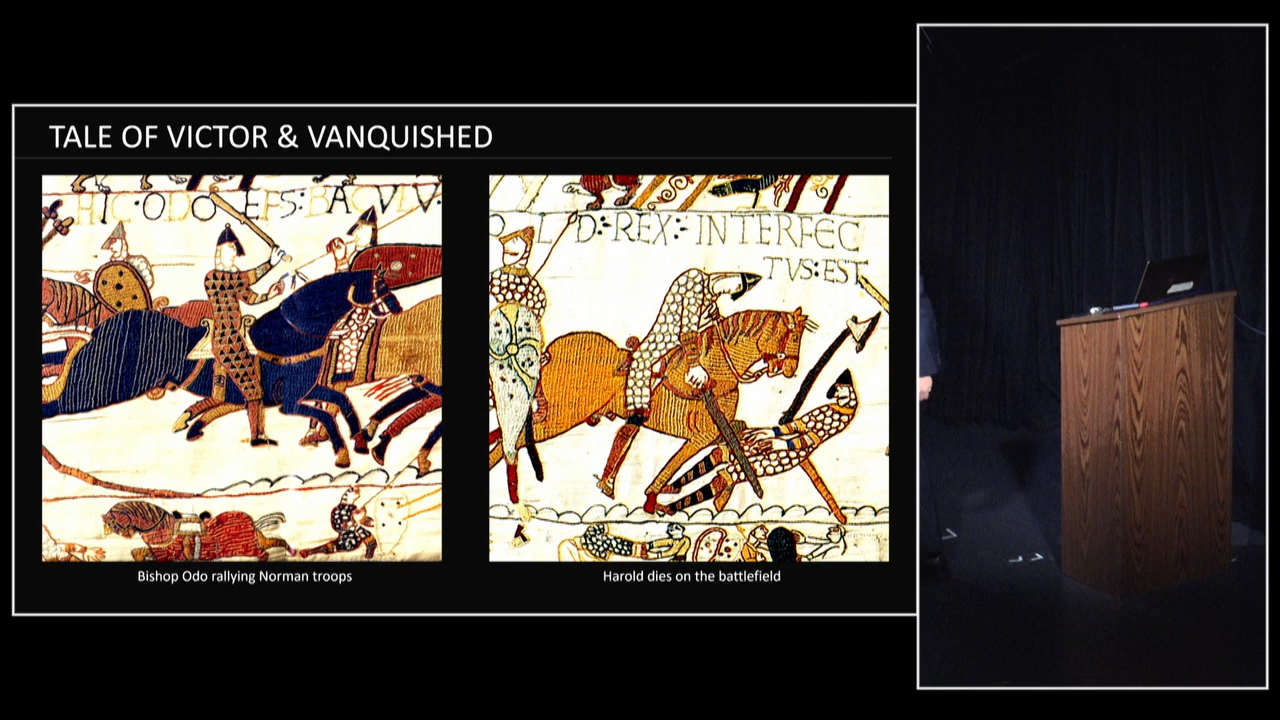 TALE OF VICTOR & VANQUISHED
HIC·ODO EPS: BACVLV·
D:REX: INTERFEC
TVS:EST
Bishop Odo rallying Norman troops
Harold dies on the battlefield